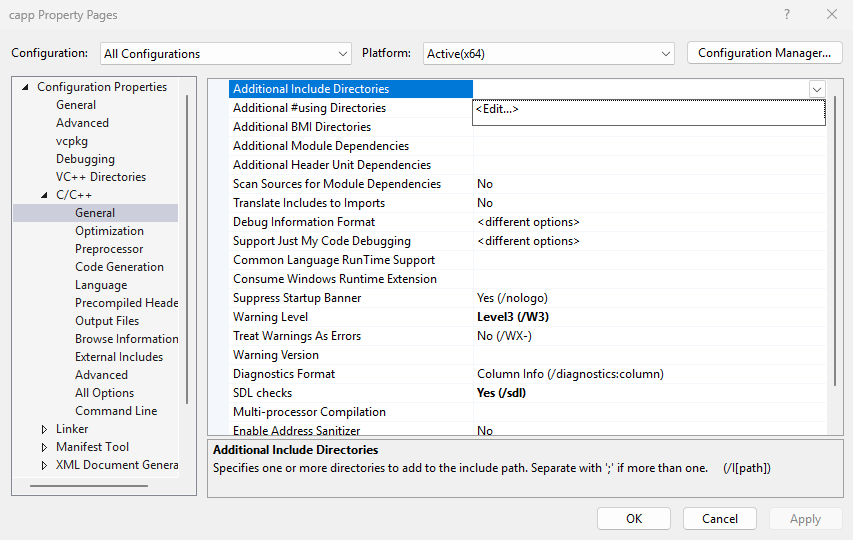 capp Property Pages
Configuration: All Configurations Platform: Active(x64) Configuration Manager...
Configuration Properties
General
Advanced
vcpkg
Debugging
VC++ Directories
C/C++
General
Optimization
Preprocessor
Code Generation
Language
Precompiled Heade
Output Files
Browse Information
External Includes
Advanced
All Options
Command Line
Linker
Manifest Tool
XML Document Genera
Additional Include Directories
<Edit...>
Additional #using Directories
Additional BMI Directories
Additional Module Dependencies
Additional Header Unit Dependencies
Scan Sources for Module Dependencies No
Translate Includes to Imports No
Debug Information Format <different options>
Support Just My Code Debugging <different options>
Common Language RunTime Support
Consume Windows Runtime Extension
Suppress Startup Banner Yes (/nologo)
Warning Level Level3 (/W3)
Treat Warnings As Errors No (/WX-)
Warning Version
Diagnostics Format Column Info (/diagnostics:column)
SDL checks Yes (/sdl)
Multi-processor Compilation
Enable Address Sanitizer No
Additional Include Directories
Specifies one or more directories to add to the include path. Separate with ';' if more than one. (/I[path])
OK Cancel Apply